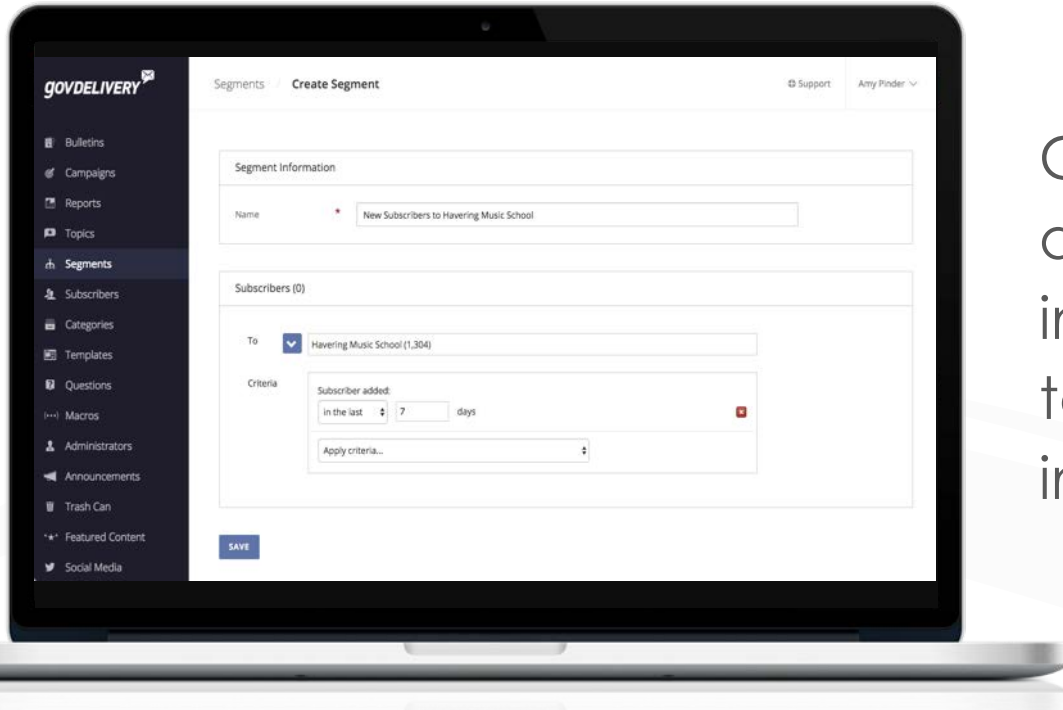 GOVDELIVERY
Segments / Create Segment
Support
Amy Pinder
Bulletins
Campaigns
Reports
Topics
Segments
Subscribers
Categories
Templates
Questions
Macros
Administrators
Announcements
Trash Can
Featured Content
Social Media
Segment Information
Name * New Subscribers to Havering Music School
Subscribers (0)
To Havering Music School (1,304)
Criteria
Subscriber added:
in the last 7 days
Apply criteria...
SAVE